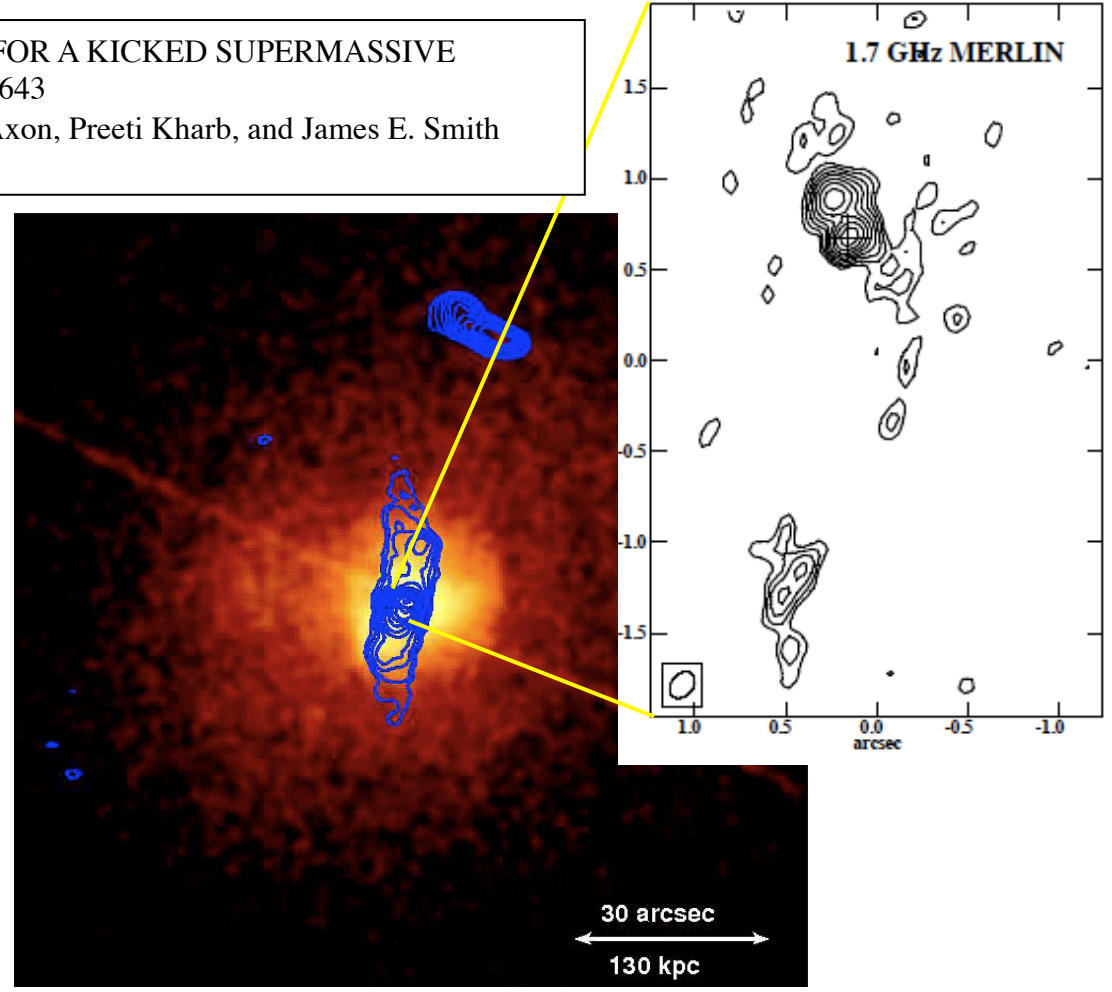 FOR A KICKED SUPERMASSIVE
643
Axon, Preeti Kharb, and James E. Smith
1.7 GHz MERLIN
1.5
1.0
0.5
0.0
-0.5
-1.0
-1.5
1.0 0.5 0.0 -0.5 -1.0
arcsec
30 arcsec
130 kpc